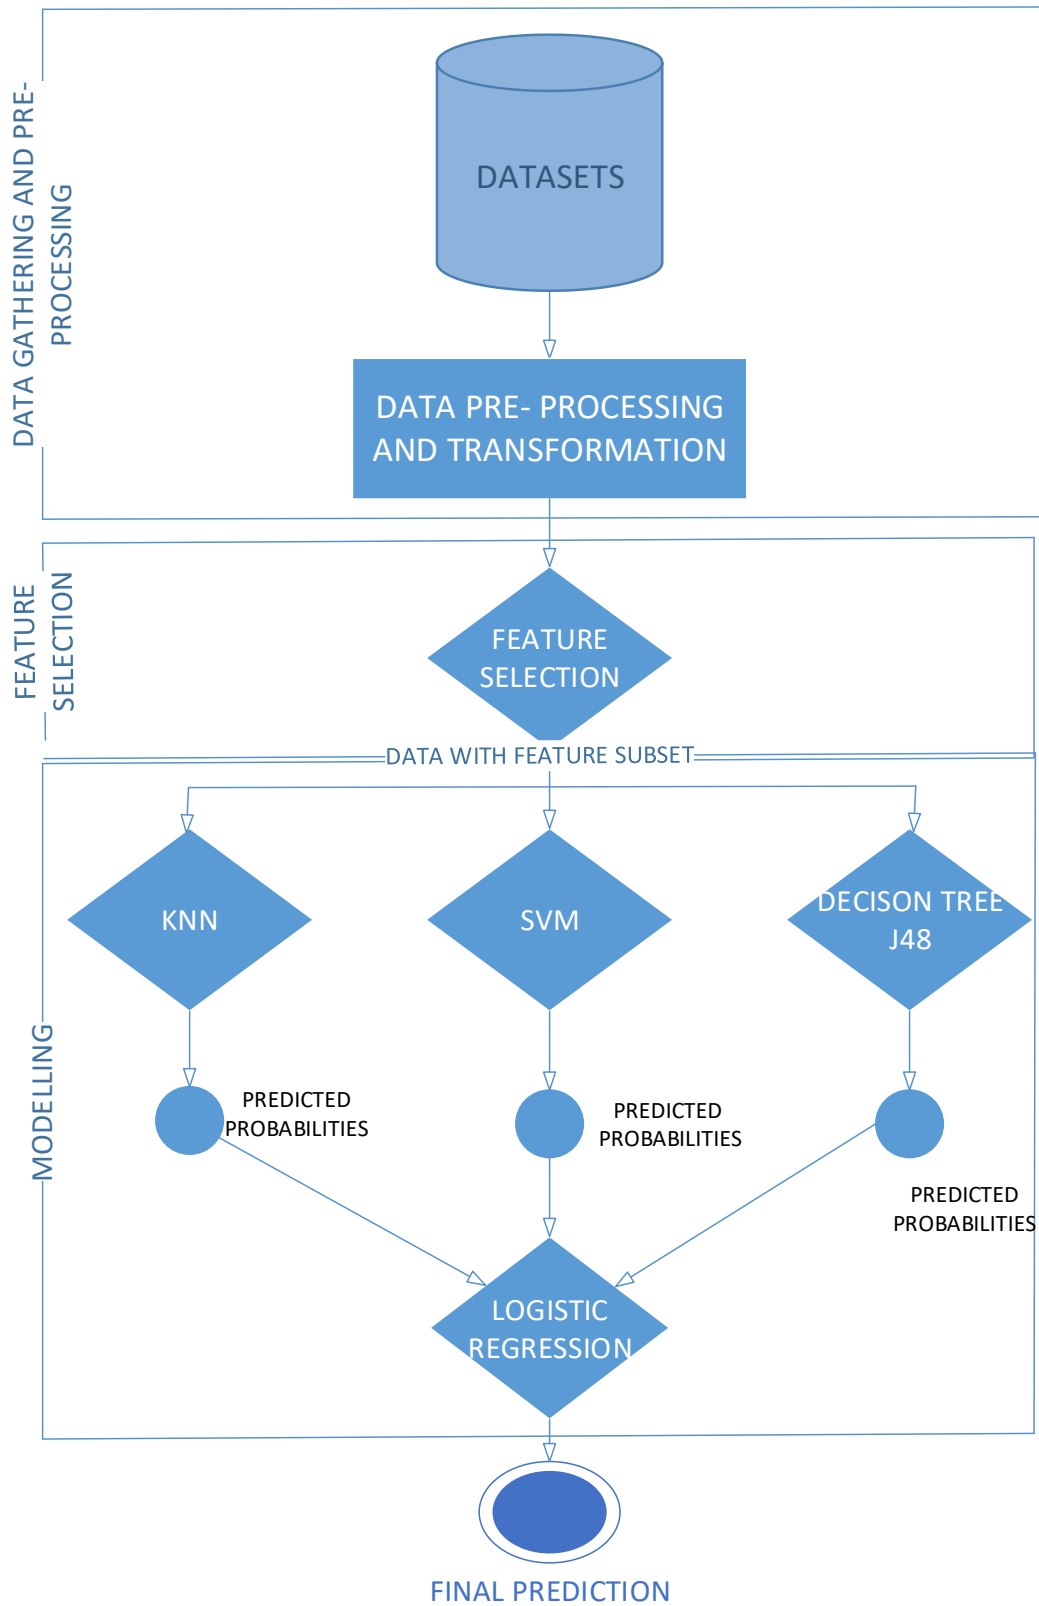 DATA GATHERING AND PRE-
PROCESSING
DATASETS
DATA PRE- PROCESSING
AND TRANSFORMATION
FEATURE
SELECTION
FEATURE
SELECTION
DATA WITH FEATURE SUBSET
MODELLING
KNN
SVM
DECISON TREE
J48
PREDICTED
PROBABILITIES
PREDICTED
PROBABILITIES
PREDICTED
PROBABILITIES
LOGISTIC
REGRESSION
FINAL PREDICTION